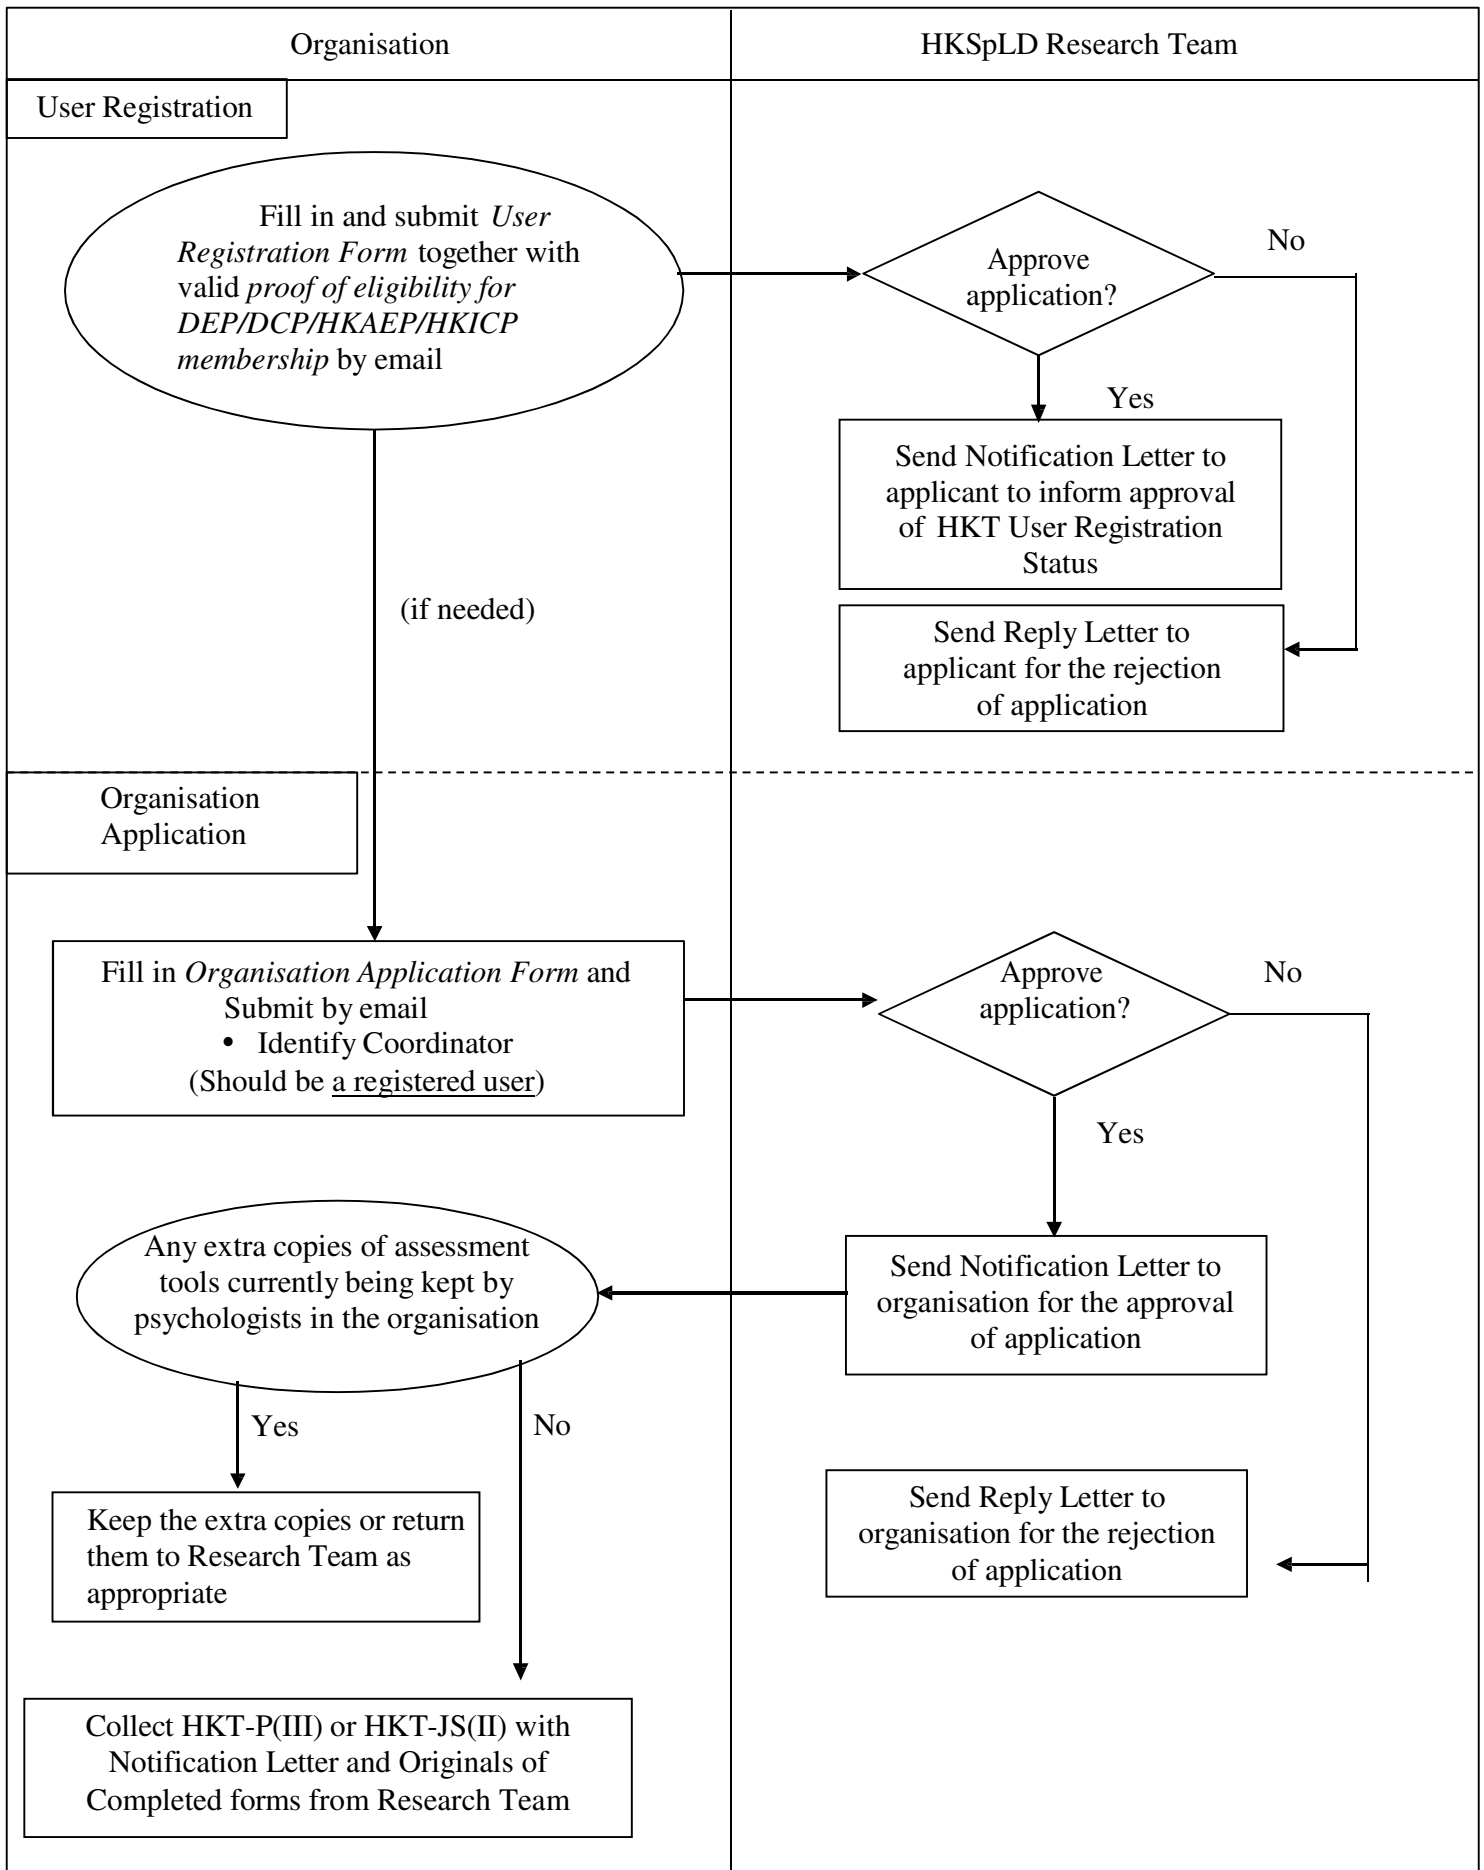 Organisation
HKSpLD Research Team
User Registration
Fill in and submit User
Registration Form together with
valid proof of eligibility for
DEP/DCP/HKAEP/HKICP
membership by email
Approve
application?
No
Yes
Send Notification Letter to
applicant to inform approval
of HKT User Registration
Status
(if needed)
Send Reply Letter to
applicant for the rejection
of application
Organisation
Application
Fill in Organisation Application Form and
Submit by email
• Identify Coordinator
(Should be a registered user)
Approve
application?
No
Yes
Any extra copies of assessment
tools currently being kept by
psychologists in the organisation
Send Notification Letter to
organisation for the approval
of application
Yes
No
Keep the extra copies or return
them to Research Team as
appropriate
Send Reply Letter to
organisation for the rejection
of application
Collect HKT-P(III) or HKT-JS(II) with
Notification Letter and Originals of
Completed forms from Research Team